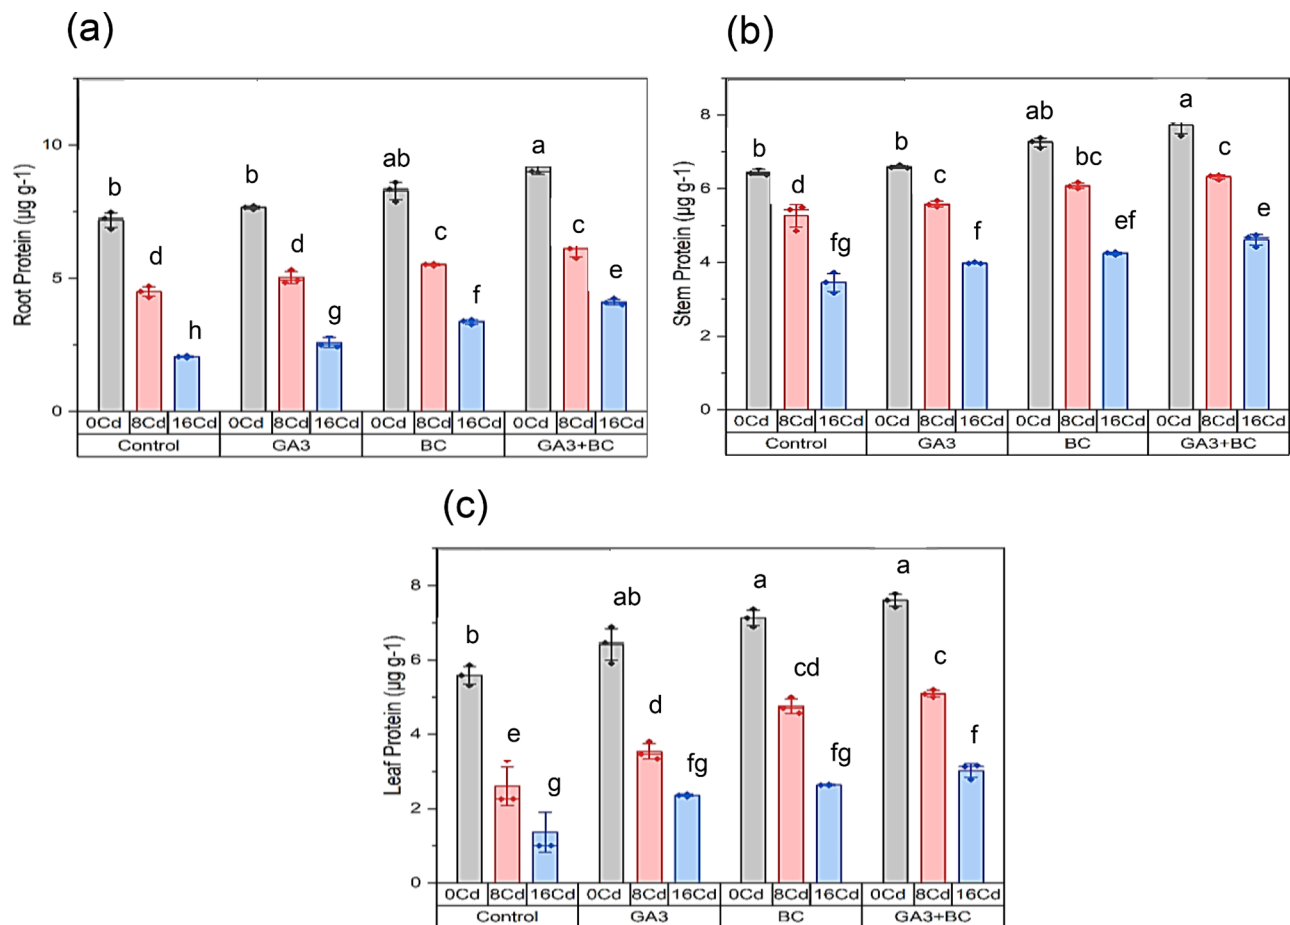 (a)
Root Protein (µg g-1)
10
5
0
b
d
h
b
d
g
ab
c
f
a
c
e
0Cd 8Cd 16Cd 0Cd 8Cd 16Cd 0Cd 8Cd 16Cd 0Cd 8Cd 16Cd
Control GA3 BC GA3+BC
(b)
Stem Protein (µg g-1)
8
6
4
2
0
b
d
fg
b
c
f
ab
bc
ef
a
c
e
0Cd 8Cd 16Cd 0Cd 8Cd 16Cd 0Cd 8Cd 16Cd 0Cd 8Cd 16Cd
Control GA3 BC GA3+BC
(c)
Leaf Protein (µg g-1)
8
6
4
2
0
b
e
g
ab
d
fg
a
cd
fg
a
c
f
0Cd 8Cd 16Cd 0Cd 8Cd 16Cd 0Cd 8Cd 16Cd 0Cd 8Cd 16Cd
Control GA3 BC GA3+BC